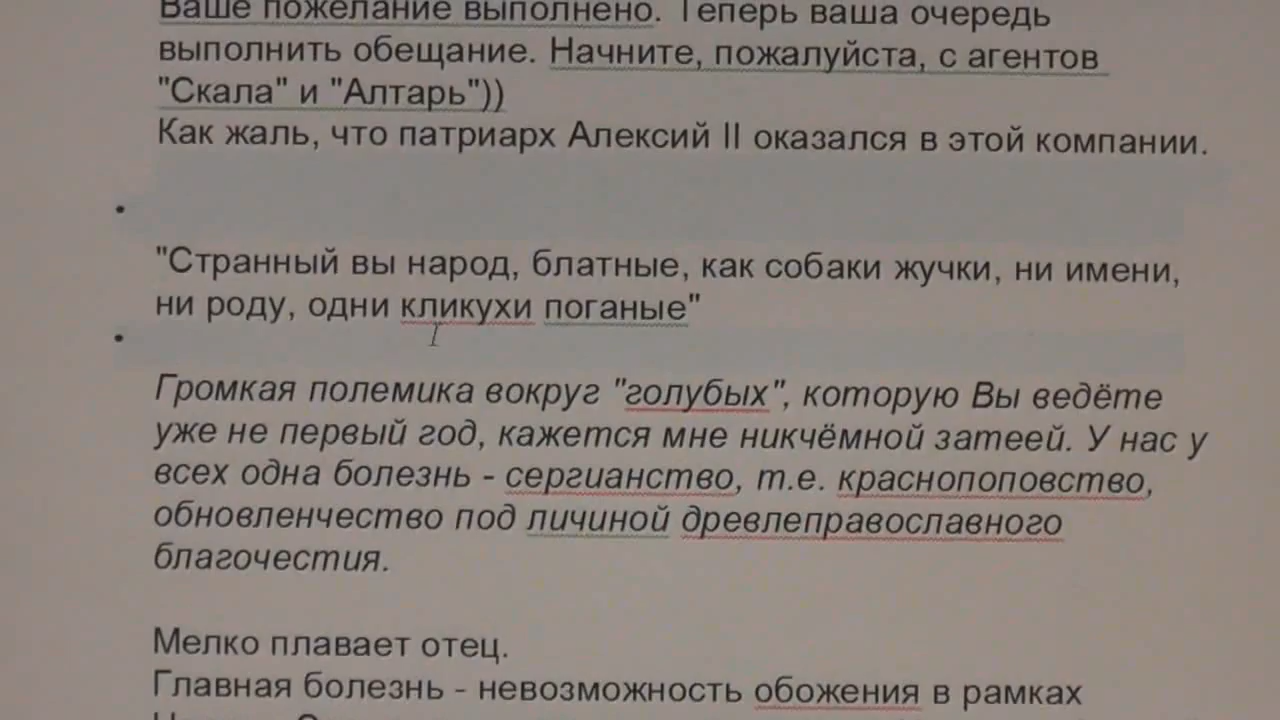 Ваше пожелание выполнено. Теперь ваша очередь
выполнить обещание. Начните, пожалуйста, с агентов
"Скала" и "Алтарь"))
Как жаль, что патриарх Алексий II оказался в этой компании.
"Странный вы народ, блатные, как собаки жучки, ни имени,
ни роду, одни кликухи поганые"
Громкая полемика вокруг "голубых", которую Вы ведёте
уже не первый год, кажется мне никчёмной затеей. У нас у
всех одна болезнь - сергианство, т.е. краснопоповство,
обновленчество под личиной древлеправославного
благочестия.
Мелко плавает отец.
Главная болезнь - невозможность обожения в рамках